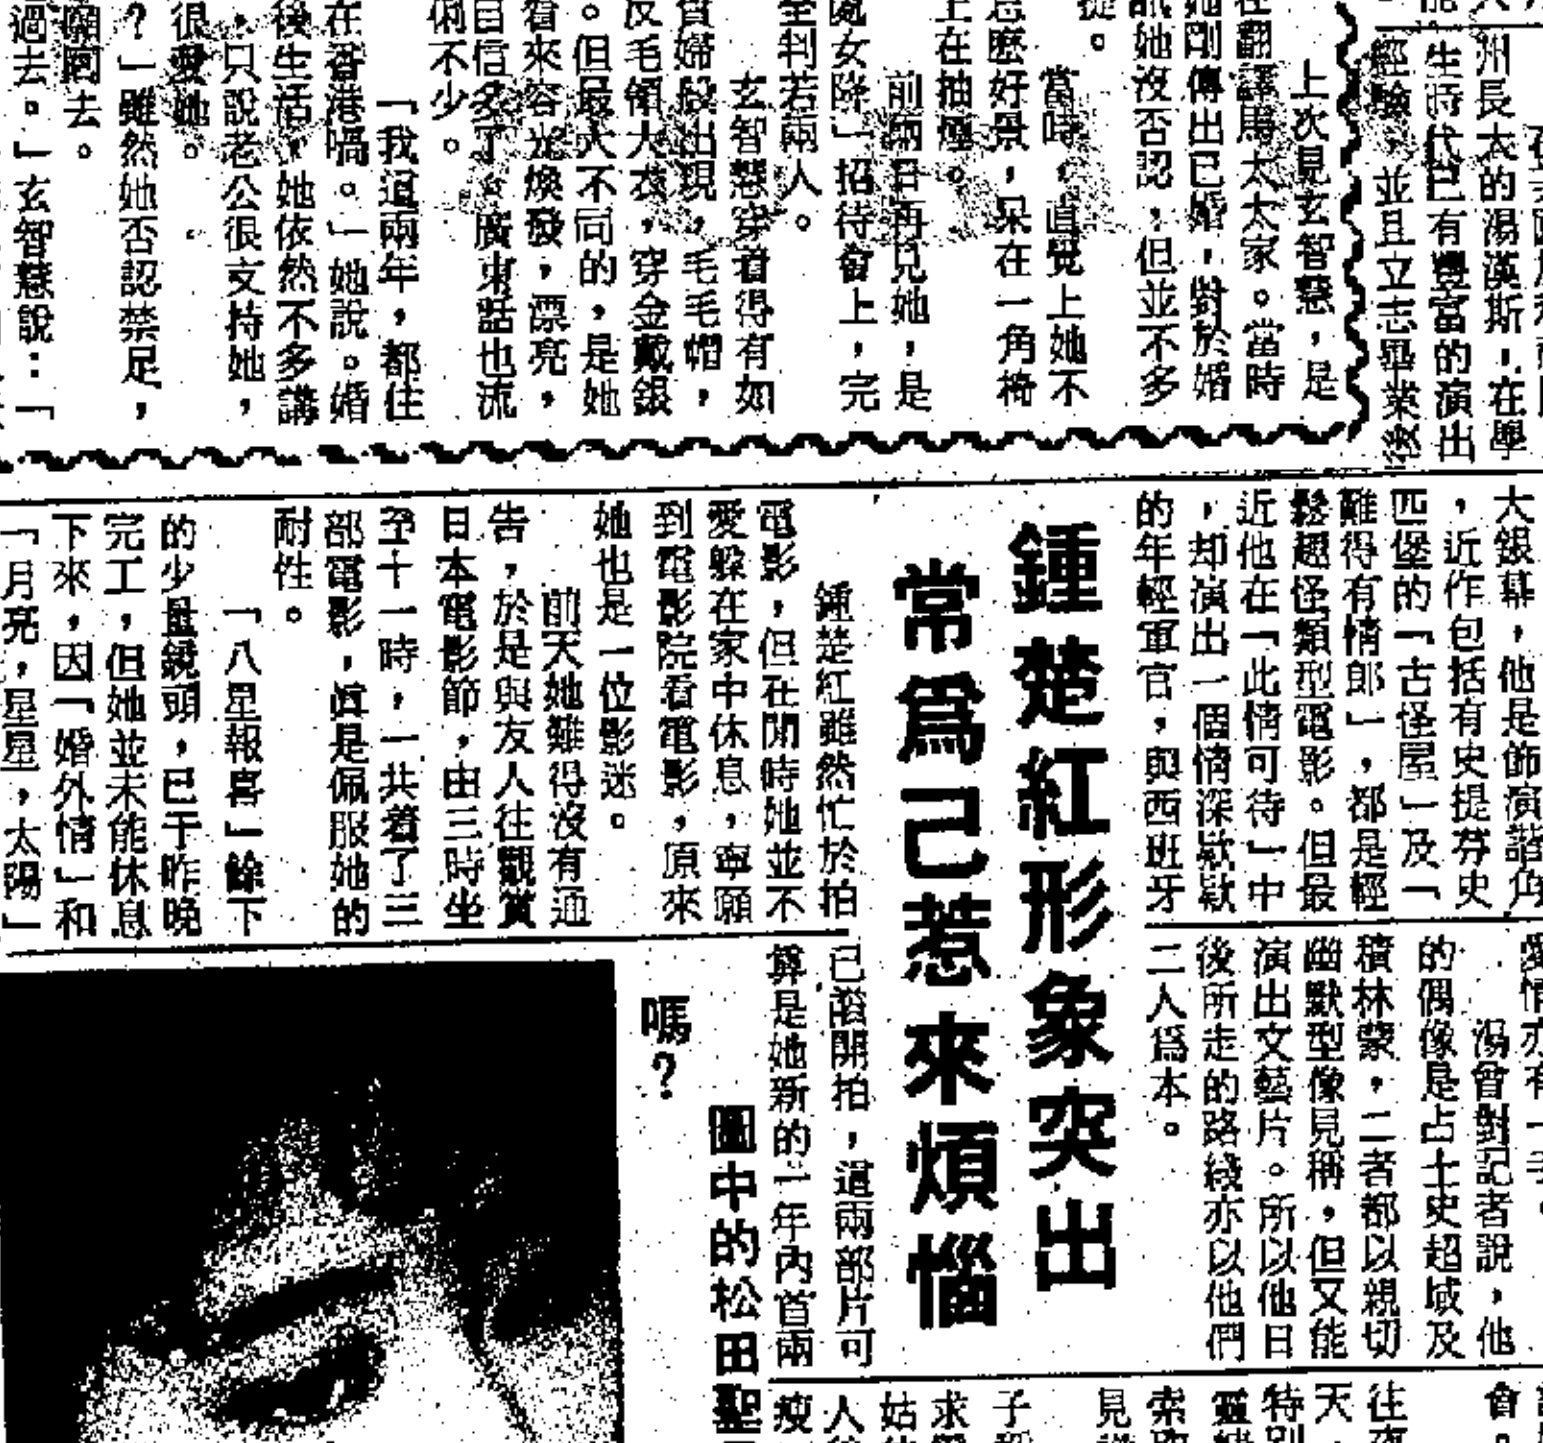 州長大的湯漢斯,在學
生時代已有豐富的演出
經驗,並且立志畢業後
大銀幕,他是飾演諧角
,近作包括有史提芬史
匹堡的「古怪屋」及「
難得有情郎」,都是輕
鬆趣怪類型電影。但最
近他在「此情可待」中
,却演出一個情深款款
的年輕軍官,與西班牙
愛情亦有一手。
湯曾對記者說,他
的偶像是占士史超域及
積林蒙,二者都以親切
幽默型像見稱,但又能
演出文藝片。所以他日
後所走的路綫亦以他們
二人爲本。
上次見玄智慧,是
在翻譯馬太太家。當時
她剛傳出已婚,對於婚
訊她沒否認,但並不多
提。
當時,直覺上她不
怎麽好景,呆在一角椅
上在抽煙。
前兩日再見她,是
處女降」招待會上,完
全判若兩人。
玄智慧穿着得有如
貴婦般出現,毛毛帽,
反毛領大衣,穿金戴銀
。但最大不同的,是她
看來容光煥發,漂亮,
自信多了。廣東話也流
俐不少。
「我這兩年,都住
在香港喎。」她說。婚
後生活,她依然不多講
,只說老公很支持她,
很愛她。
?」雖然她否認禁足,
願回去。
過去。」玄智慧說:「
鍾楚紅形象突出
常爲己惹來煩惱
鍾楚紅雖然忙於拍
電影,但在閒時她並不
愛躲在家中休息,寧願
到電影院看電影,原來
她也是一位影迷。
前天她難得沒有通
告,於是與友人往觀賞
日本電影節,由三時坐
至十一時,一共看了三
部電影,眞是佩服她的
耐性。
「八星報喜」餘下
的少量鏡頭,已于昨晚
完工,但她並未能休息
下來,因「婚外情」和
「月亮,星星,太陽」
已論開拍,這兩部片可
算是她新的一年內首兩
圖中的松田聖
嗎?